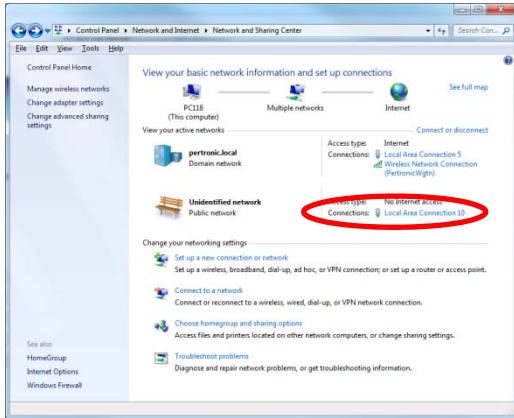 Control Panel ▸ Network and Internet ▸ Network and Sharing Center
Search Con...
File Edit View Tools Help
Control Panel Home
Manage wireless networks
Change adapter settings
Change advanced sharing
settings
See also
HomeGroup
Internet Options
Windows Firewall
View your basic network information and set up connections
See full map
PC118
(This computer)
Multiple networks
Internet
View your active networks
Connect or disconnect
pertronic.local
Domain network
Access type: Internet
Connections: Local Area Connection 5
Wireless Network Connection
(PertronicWgtn)
Unidentified network
Public network
Access type: No Internet access
Connections: Local Area Connection 10
Change your networking settings
Set up a new connection or network
Set up a wireless, broadband, dial-up, ad hoc, or VPN connection; or set up a router or access point.
Connect to a network
Connect or reconnect to a wireless, wired, dial-up, or VPN network connection.
Choose homegroup and sharing options
Access files and printers located on other network computers, or change sharing settings.
Troubleshoot problems
Diagnose and repair network problems, or get troubleshooting information.